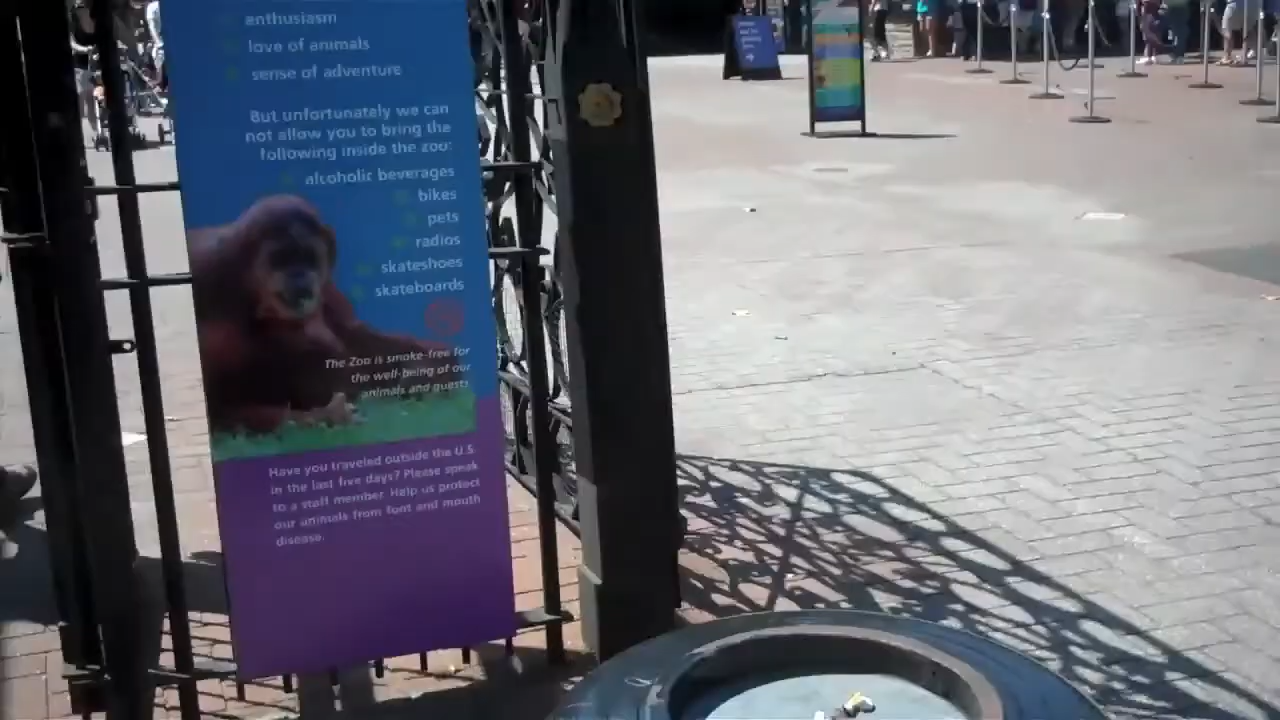 enthusiasm
love of animals
sense of adventure
But unfortunately we can
not allow you to bring the
following inside the zoo:
alcoholic beverages
bikes
pets
radios
skateshoes
skateboards
The Zoo is smoke-free for
the well-being of our
animals and guests
Have you traveled outside the U.S.
in the last five days? Please speak
to a staff member. Help us protect
our animals from foot and mouth
disease.